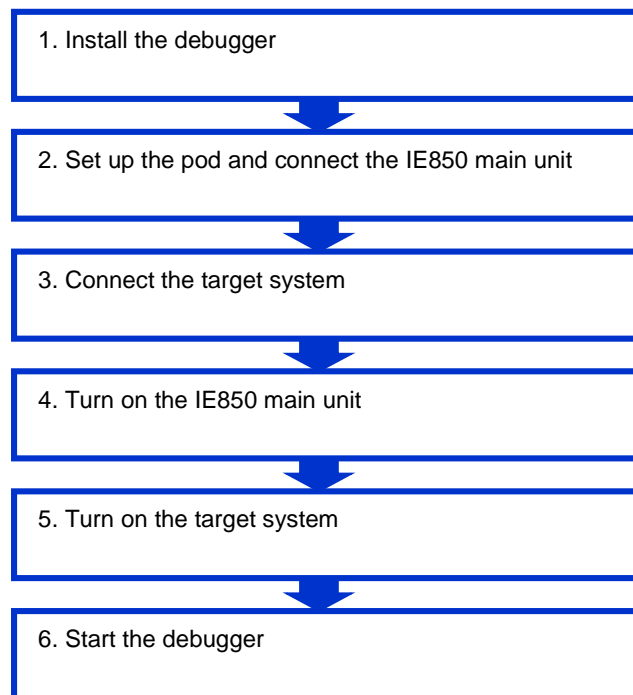 1. Install the debugger
2. Set up the pod and connect the IE850 main unit
3. Connect the target system
4. Turn on the IE850 main unit
5. Turn on the target system
6. Start the debugger